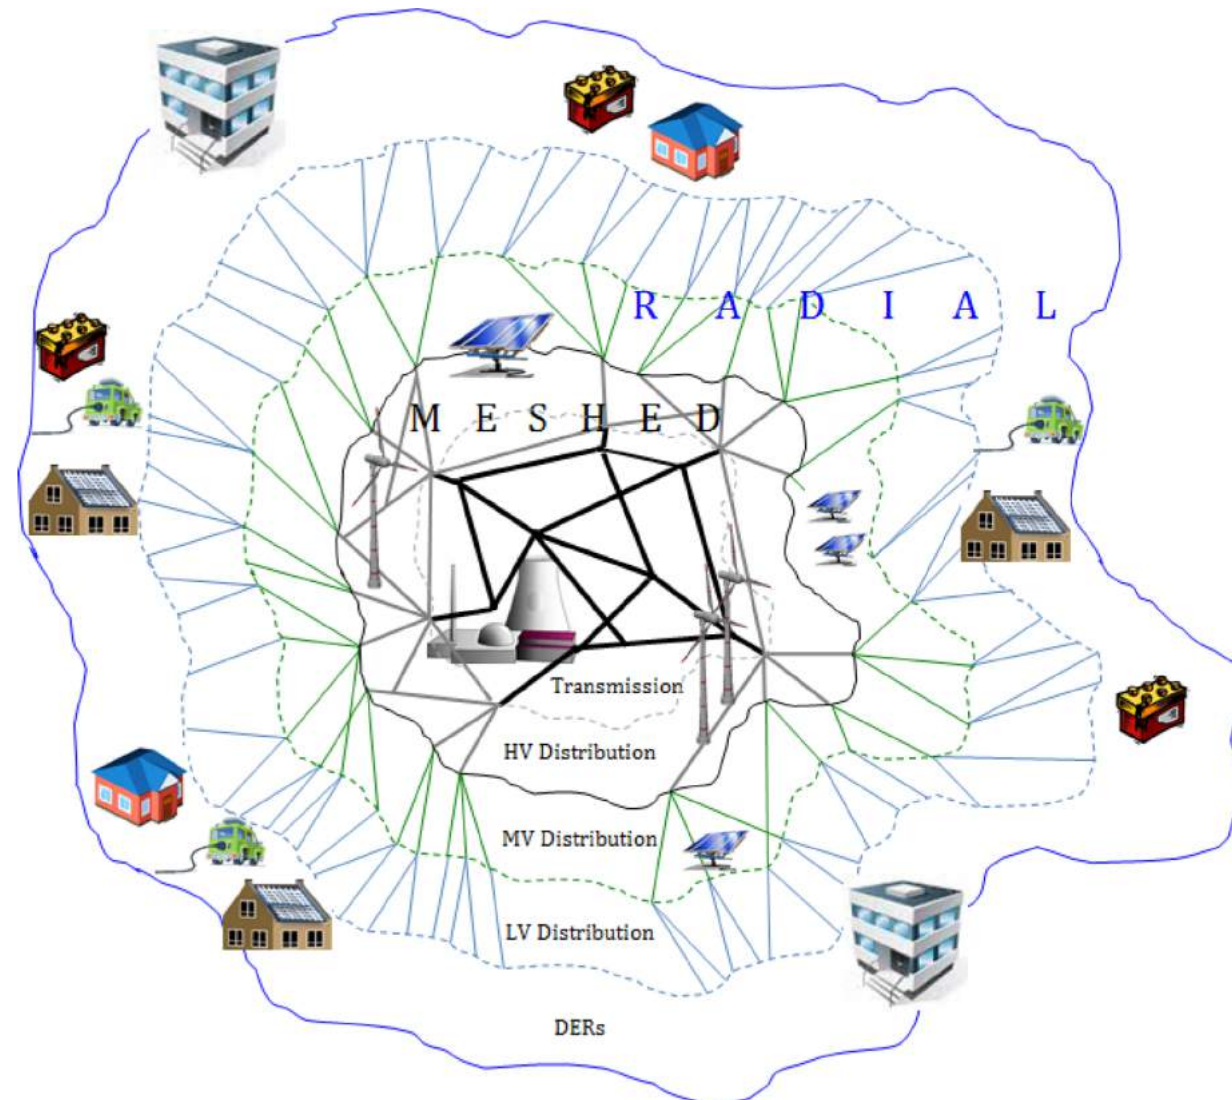 R A D I A L
M E S H E D
Transmission
HV Distribution
MV Distribution
LV Distribution
DERs